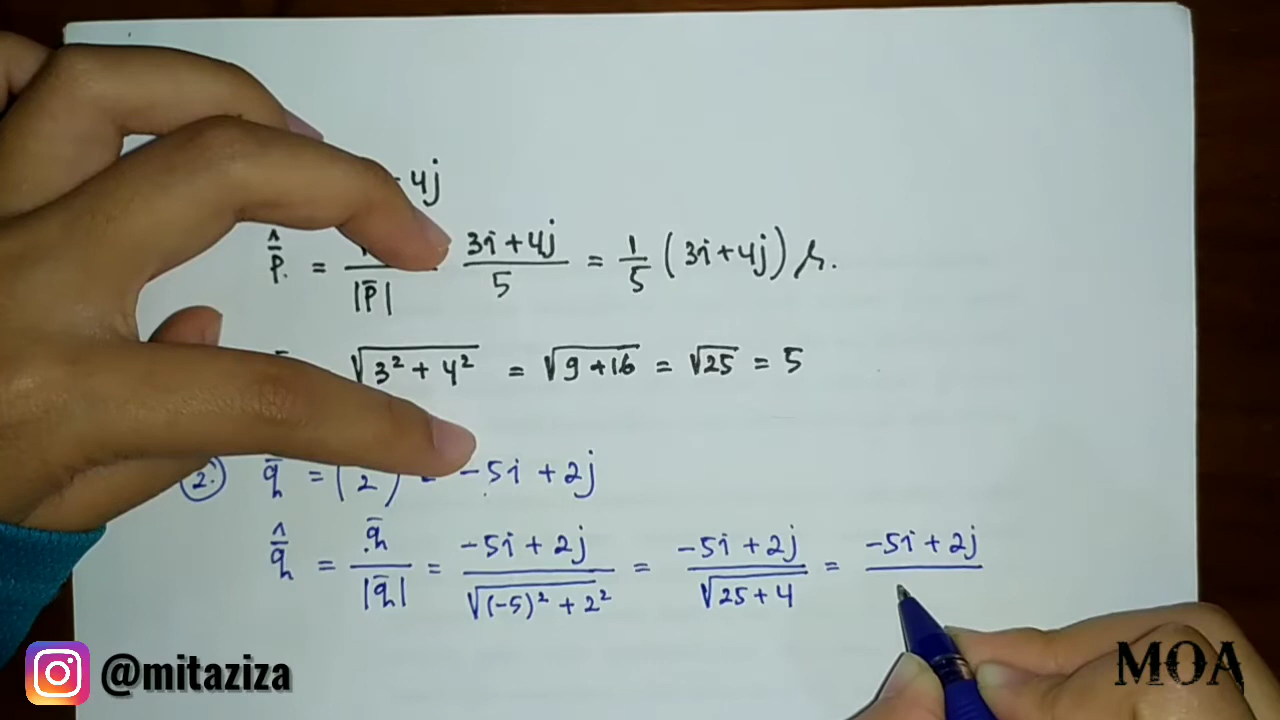 4j
p̂ = / |p̄| 3i + 4j / 5 = 1/5 (3i + 4j)
√3² + 4² = √9 + 16 = √25 = 5
2. q̄ = ( 2 ) = -5i + 2j
q̂ = q̄ / |q̄| = -5i + 2j / √(-5)² + 2² = -5i + 2j / √25 + 4 = -5i + 2j
@mitaziza
MOA